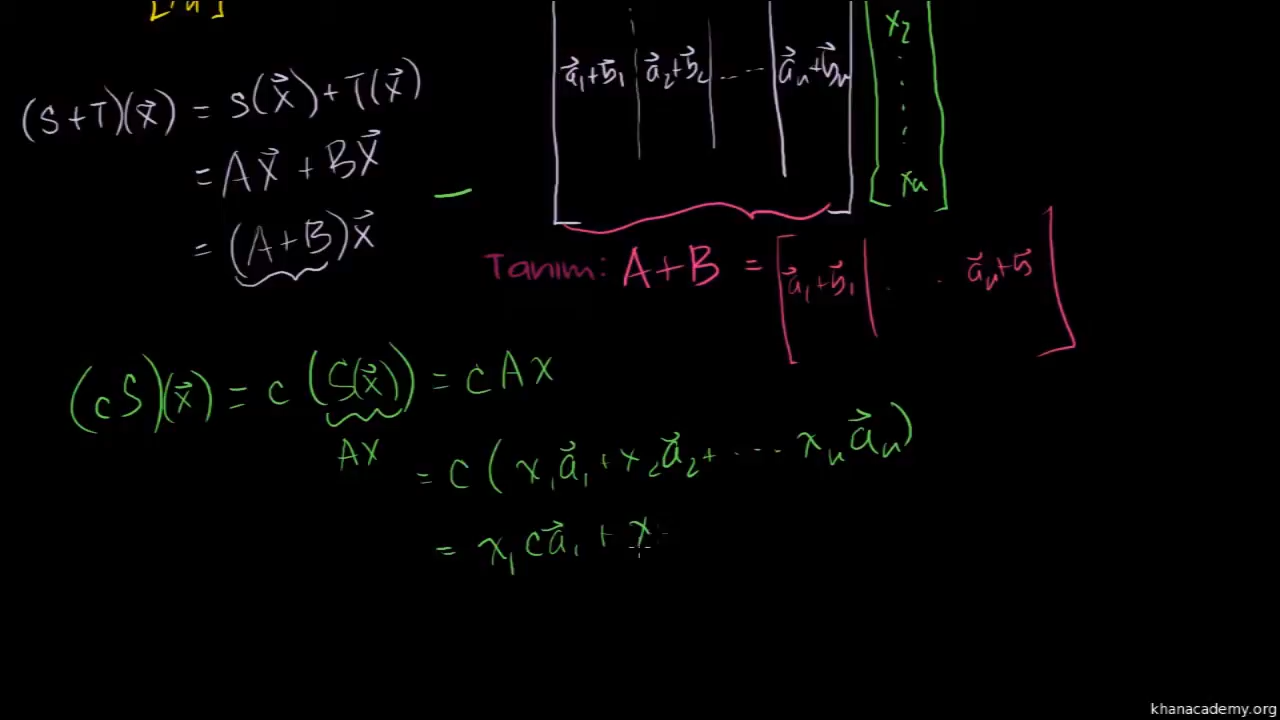 x₂
a⃗₁+b⃗₁ a⃗₂+b⃗₂ ... a⃗ₙ+b⃗ₙ
(S+T)(x⃗) = S(x⃗)+T(x⃗)
= Ax⃗ + Bx⃗
xₙ
= (A+B)x⃗
Tanım: A+B = [a⃗₁+b⃗₁ | . . a⃗ₙ+b⃗]
(cS)(x⃗) = c(S(x⃗)) = cAx
Ax
= c(x₁a⃗₁+x₂a⃗₂+ ... xₙa⃗ₙ)
= x₁ca⃗₁ + x
khanacademy.org